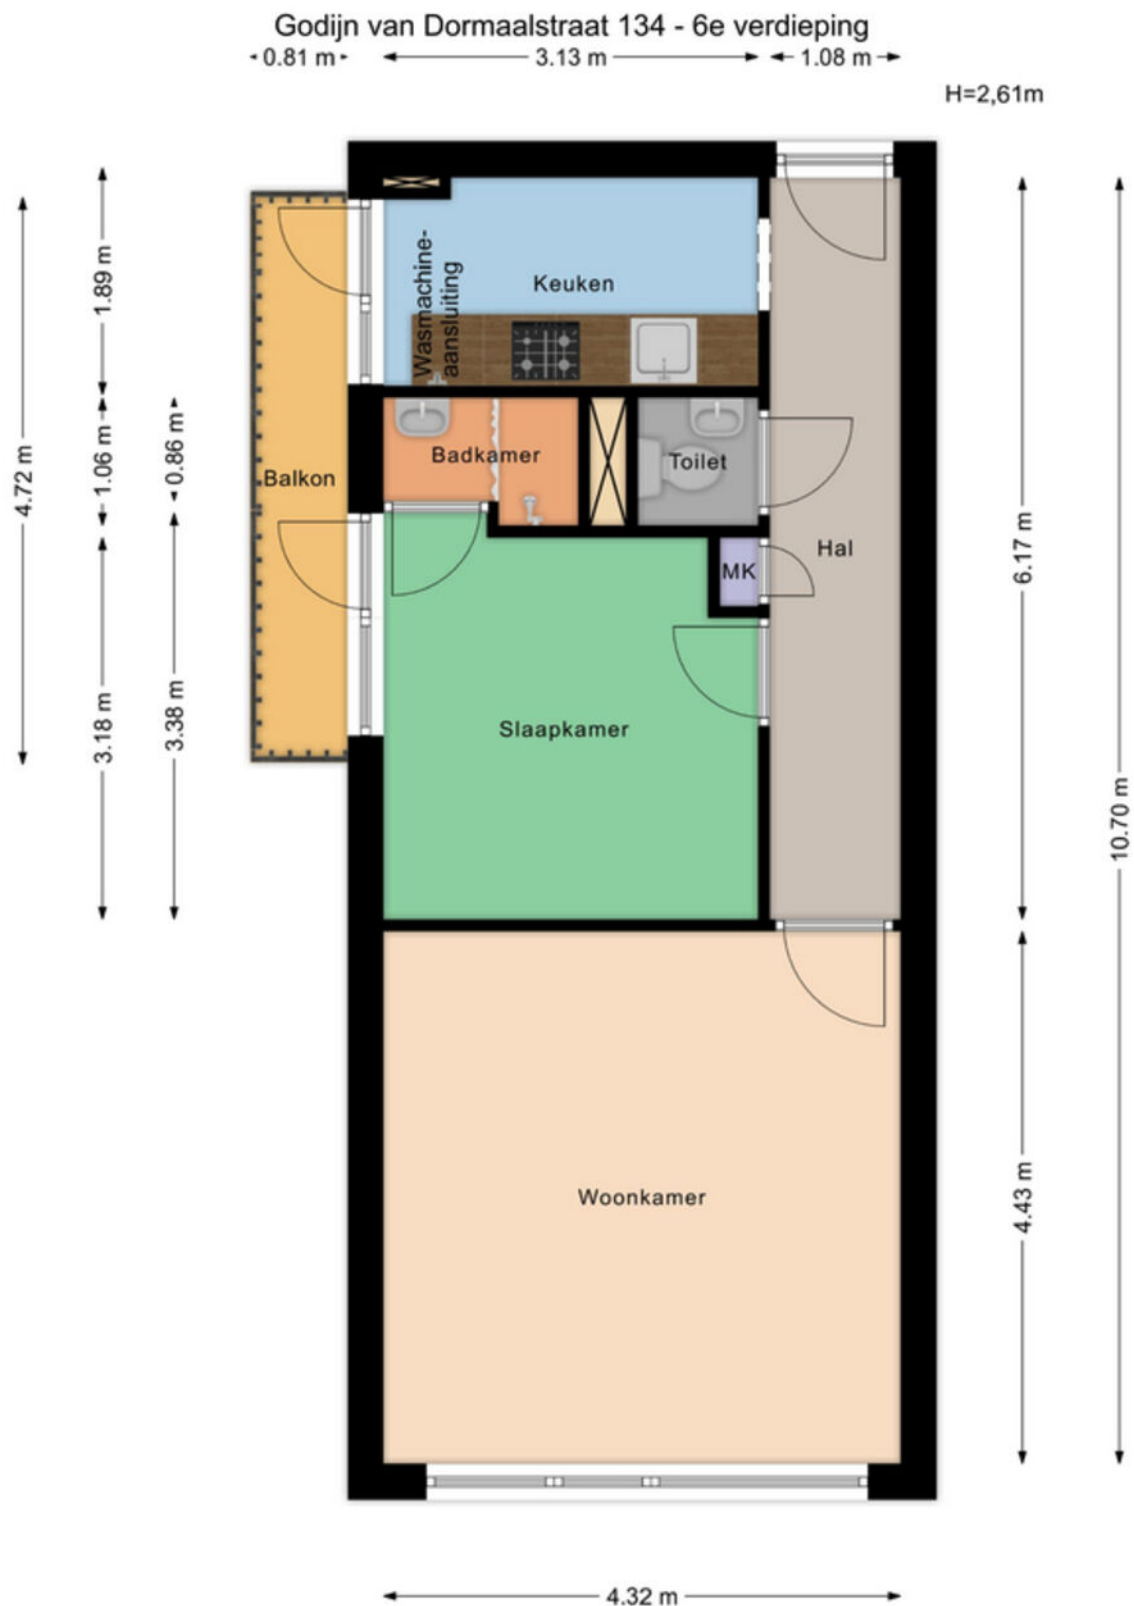 Godijn van Dormaalstraat 134 - 6e verdieping
0.81 m
3.13 m
1.08 m
H=2,61m
Keuken
Wasmachine-
aansluiting
1.89 m
4.72 m
1.06 m
0.86 m
Balkon
Badkamer
Toilet
MK
Hal
6.17 m
3.18 m
3.38 m
Slaapkamer
10.70 m
Woonkamer
4.43 m
4.32 m